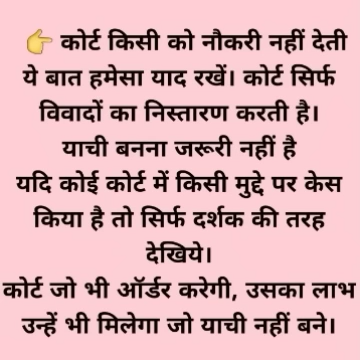 👉 कोर्ट किसी को नौकरी नहीं देती
ये बात हमेसा याद रखें। कोर्ट सिर्फ
विवादों का निस्तारण करती है।
याची बनना जरूरी नहीं है
यदि कोई कोर्ट में किसी मुद्दे पर केस
किया है तो सिर्फ दर्शक की तरह
देखिये।
कोर्ट जो भी ऑर्डर करेगी, उसका लाभ
उन्हें भी मिलेगा जो याची नहीं बने।